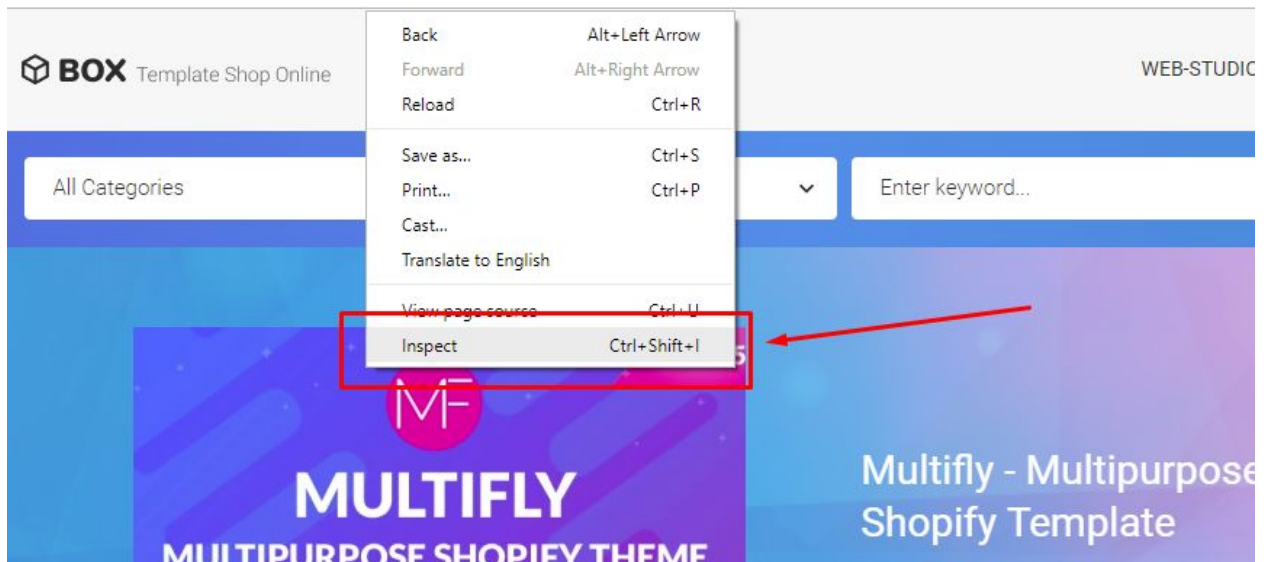 BOX Template Shop Online
WEB-STUDIO
All Categories
Enter keyword...
Back Alt+Left Arrow
Forward Alt+Right Arrow
Reload Ctrl+R
Save as... Ctrl+S
Print... Ctrl+P
Cast...
Translate to English
View page source Ctrl+U
Inspect Ctrl+Shift+I
5
MF
MULTIFLY
MULTIPURPOSE SHOPIFY THEME
Multifly - Multipurpose
Shopify Template